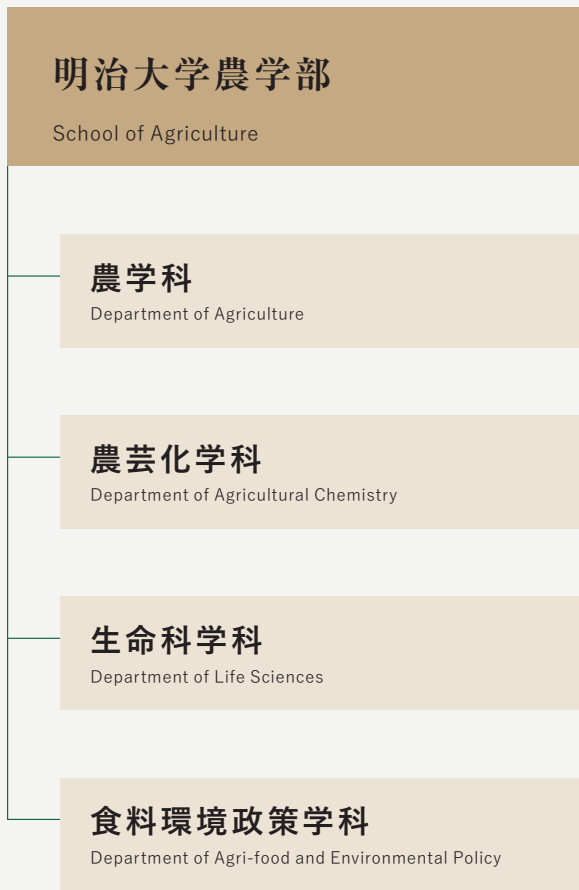 明治大学農学部
School of Agriculture
農学科
Department of Agriculture
農芸化学科
Department of Agricultural Chemistry
生命科学科
Department of Life Sciences
食料環境政策学科
Department of Agri-food and Environmental Policy